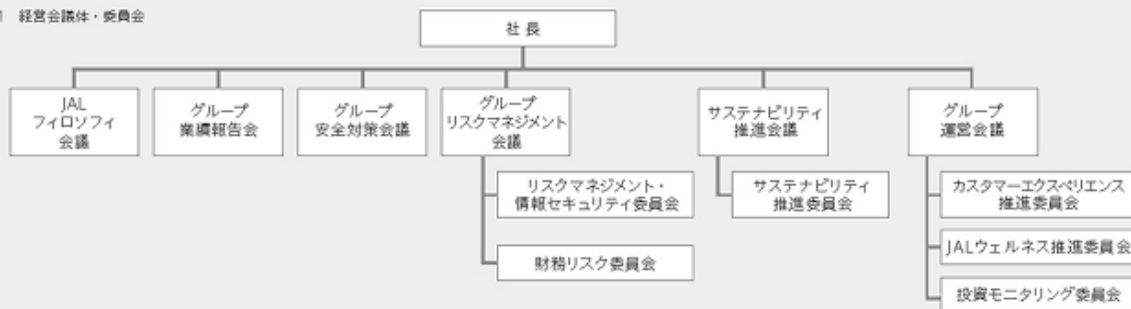 経営会議体・委員会
社 長
JAL
フィロソフィ
会議
グループ
業績報告会
グループ
安全対策会議
グループ
リスクマネジメント
会議
サステナビリティ
推進会議
グループ
運営会議
リスクマネジメント・
情報セキュリティ委員会
財務リスク委員会
サステナビリティ
推進委員会
カスタマーエクスペリエンス
推進委員会
JALウェルネス推進委員会
投資モニタリング委員会